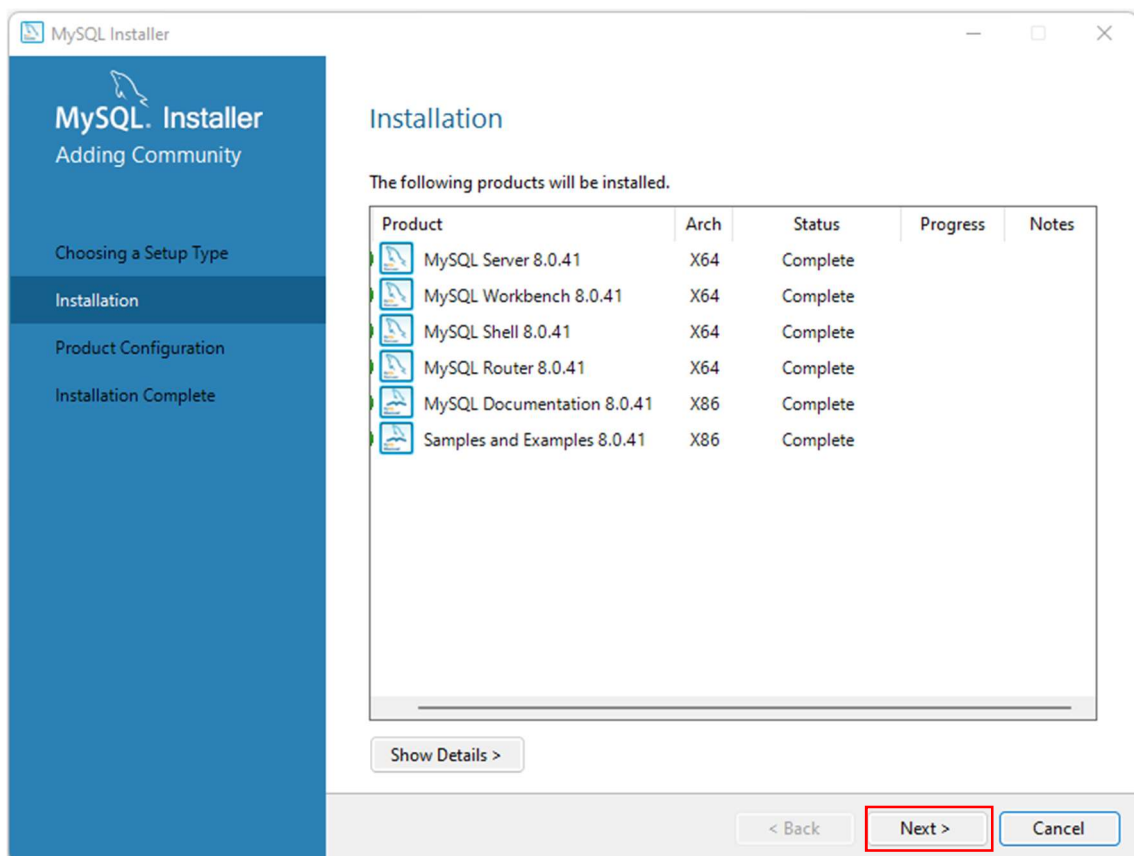 MySQL Installer
MySQL. Installer
Adding Community
Choosing a Setup Type
Installation
Product Configuration
Installation Complete
Installation
The following products will be installed.
Product Arch Status Progress Notes
MySQL Server 8.0.41 X64 Complete
MySQL Workbench 8.0.41 X64 Complete
MySQL Shell 8.0.41 X64 Complete
MySQL Router 8.0.41 X64 Complete
MySQL Documentation 8.0.41 X86 Complete
Samples and Examples 8.0.41 X86 Complete
Show Details >
< Back Next > Cancel